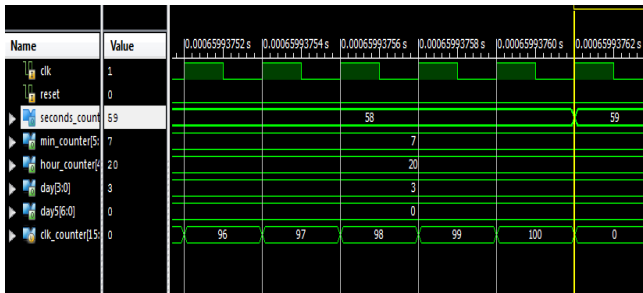 Name Value 0.00065993752 s 0.00065993754 s 0.00065993756 s 0.00065993758 s 0.00065993760 s 0.00065993762 s
clk 1
reset 0
seconds_count 59 58 59
min_counter[5: 7 7
hour_counter[4 20 20
day[3:0] 3 3
day5[6:0] 0 0
clk_counter[15: 0 96 97 98 99 100 0